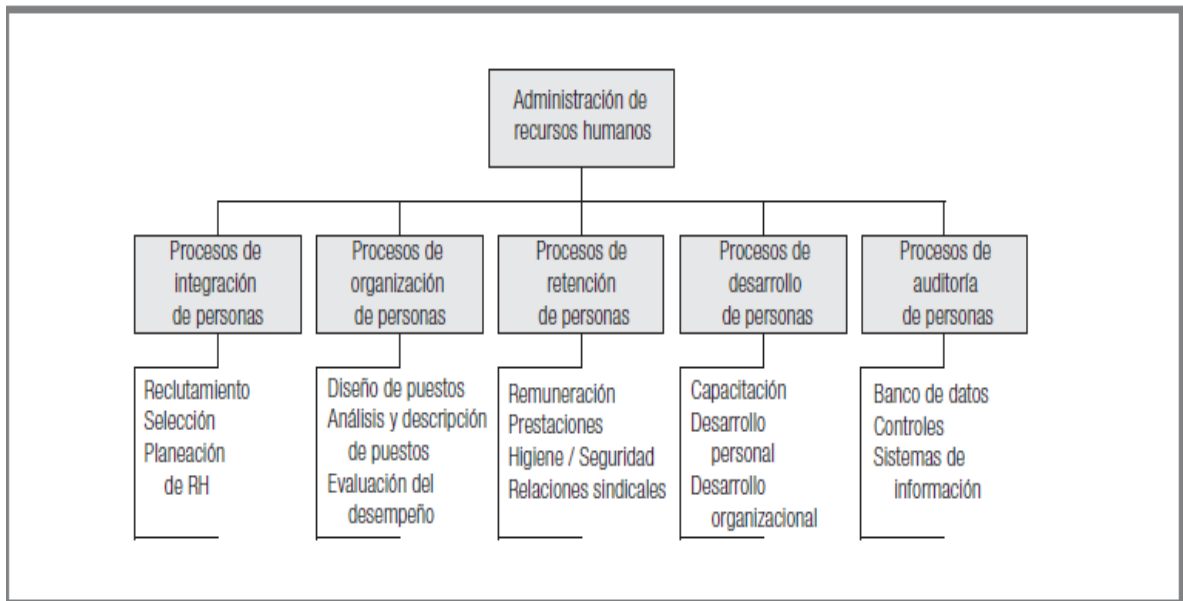 Administración de
recursos humanos
Procesos de
integración
de personas
Procesos de
organización
de personas
Procesos de
retención
de personas
Procesos de
desarrollo
de personas
Procesos de
auditoría
de personas
Reclutamiento
Selección
Planeación
de RH
Diseño de puestos
Análisis y descripción
de puestos
Evaluación del
desempeño
Remuneración
Prestaciones
Higiene / Seguridad
Relaciones sindicales
Capacitación
Desarrollo
personal
Desarrollo
organizacional
Banco de datos
Controles
Sistemas de
información